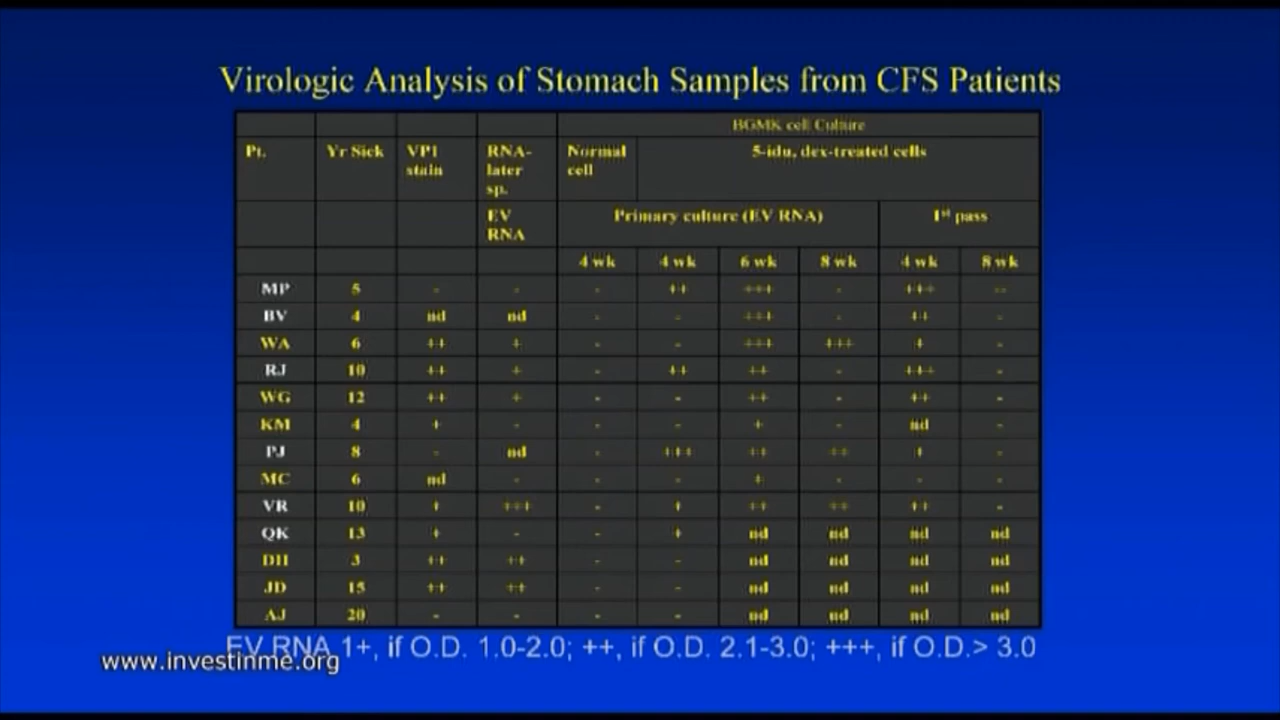 Virologic Analysis of Stomach Samples from CFS Patients
BGMK cell Culture
Pt. Yr Sick VP1 stain RNA-later sp. Normal cell 5-idu, dex-treated cells
EV RNA Primary culture (EV RNA) 1st pass
4 wk 4 wk 6 wk 8 wk 4 wk 8 wk
MP 5 - - - ++ +++ - +++ --
BV 4 nd nd - - +++ - ++ -
WA 6 ++ + - - +++ +++ + -
RJ 10 ++ + - ++ ++ - +++ -
WG 12 ++ + - - ++ - ++ -
KM 4 + - - - + - nd -
PJ 8 - nd - +++ ++ ++ + -
MC 6 nd - - - + - - -
VR 10 + +++ - + ++ ++ ++ -
QK 13 + - - + nd nd nd nd
DH 3 ++ ++ - - nd nd nd nd
JD 15 ++ ++ - - nd nd nd nd
AJ 20 - - - - nd nd nd nd
EV RNA 1+, if O.D. 1.0-2.0; ++, if O.D. 2.1-3.0; +++, if O.D.> 3.0
www.investinme.org